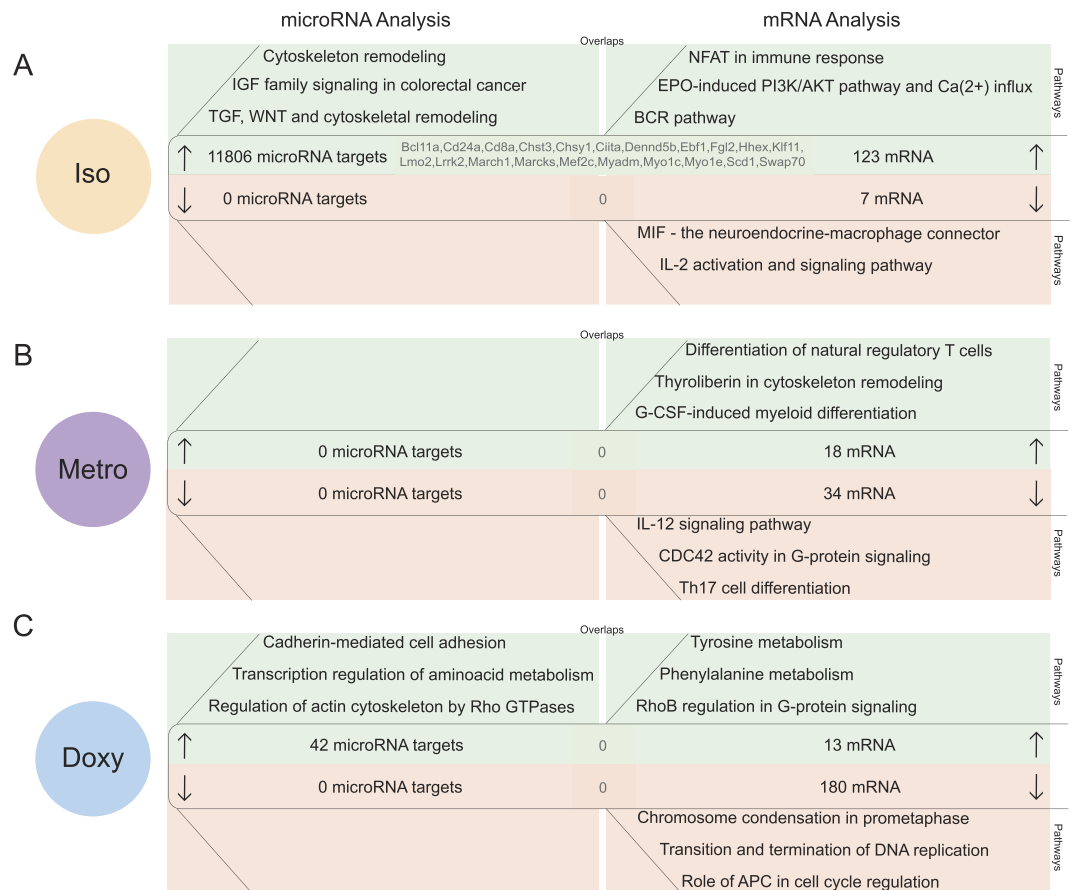 microRNA Analysis
mRNA Analysis
A
Overlaps
Cytoskeleton remodeling
IGF family signaling in colorectal cancer
TGF, WNT and cytoskeletal remodeling
NFAT in immune response
EPO-induced PI3K/AKT pathway and Ca(2+) influx
BCR pathway
Pathways
Iso
↑
11806 microRNA targets
Bcl11a,Cd24a,Cd8a,Chst3,Chsy1,Ciita,Dennd5b,Ebf1,Fgl2,Hhex,Klf11,
Lmo2,Lrrk2,March1,Marcks,Mef2c,Myadm,Myo1c,Myo1e,Scd1,Swap70
123 mRNA
↑
↓
0 microRNA targets
0
7 mRNA
↓
MIF - the neuroendocrine-macrophage connector
IL-2 activation and signaling pathway
Pathways
B
Overlaps
Differentiation of natural regulatory T cells
Thyroliberin in cytoskeleton remodeling
G-CSF-induced myeloid differentiation
Pathways
Metro
↑
0 microRNA targets
0
18 mRNA
↑
↓
0 microRNA targets
0
34 mRNA
↓
IL-12 signaling pathway
CDC42 activity in G-protein signaling
Th17 cell differentiation
Pathways
C
Overlaps
Cadherin-mediated cell adhesion
Transcription regulation of aminoacid metabolism
Regulation of actin cytoskeleton by Rho GTPases
Tyrosine metabolism
Phenylalanine metabolism
RhoB regulation in G-protein signaling
Pathways
Doxy
↑
42 microRNA targets
0
13 mRNA
↑
↓
0 microRNA targets
0
180 mRNA
↓
Chromosome condensation in prometaphase
Transition and termination of DNA replication
Role of APC in cell cycle regulation
Pathways